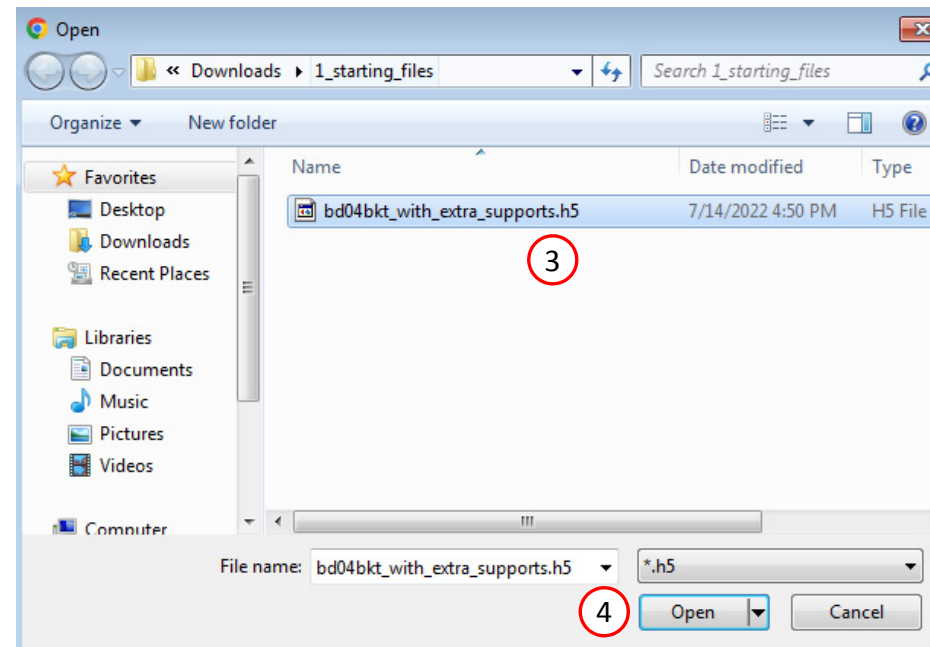 Open
« Downloads ▸ 1_starting_files
Search 1_starting_files
Organize
New folder
Favorites
Desktop
Downloads
Recent Places
Libraries
Documents
Music
Pictures
Videos
Computer
Name
Date modified
Type
bd04bkt_with_extra_supports.h5
7/14/2022 4:50 PM
H5 File
3
File name: bd04bkt_with_extra_supports.h5
*.h5
4
Open
Cancel